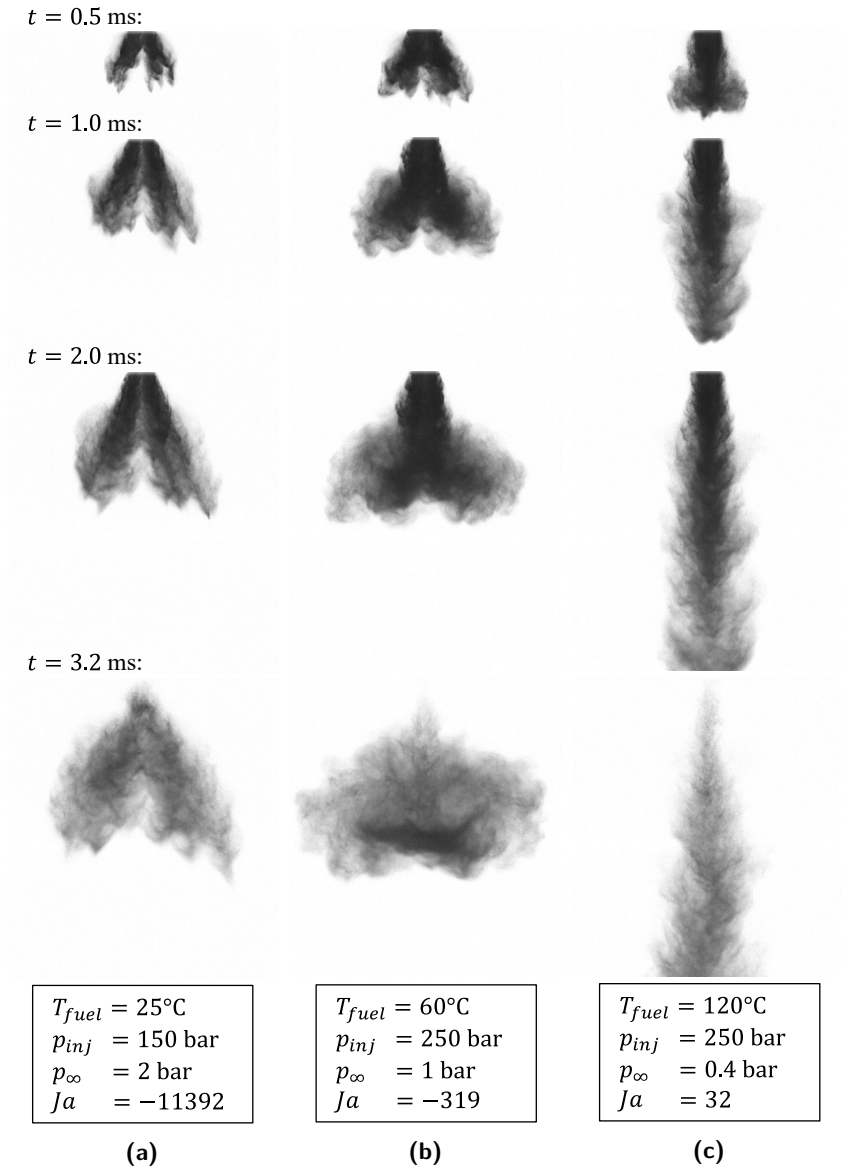 t = 0.5 ms:
t = 1.0 ms:
t = 2.0 ms:
t = 3.2 ms:
T_fuel = 25°C
p_inj = 150 bar
p_∞ = 2 bar
Ja = −11392
(a)
T_fuel = 60°C
p_inj = 250 bar
p_∞ = 1 bar
Ja = −319
(b)
T_fuel = 120°C
p_inj = 250 bar
p_∞ = 0.4 bar
Ja = 32
(c)